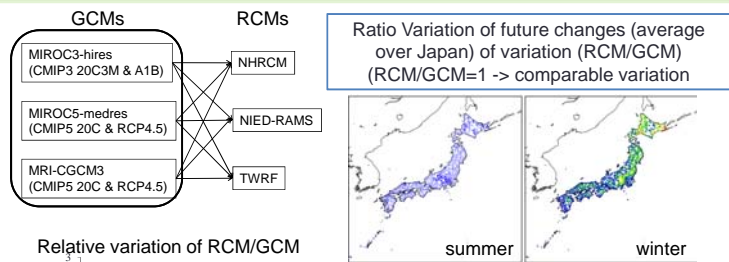 GCMs
RCMs
MIROC3-hires
(CMIP3 20C3M & A1B)
MIROC5-medres
(CMIP5 20C & RCP4.5)
MRI-CGCM3
(CMIP5 20C & RCP4.5)
NHRCM
NIED-RAMS
TWRF
Relative variation of RCM/GCM
3
Ratio Variation of future changes (average
over Japan) of variation (RCM/GCM)
(RCM/GCM=1 -> comparable variation
summer
winter